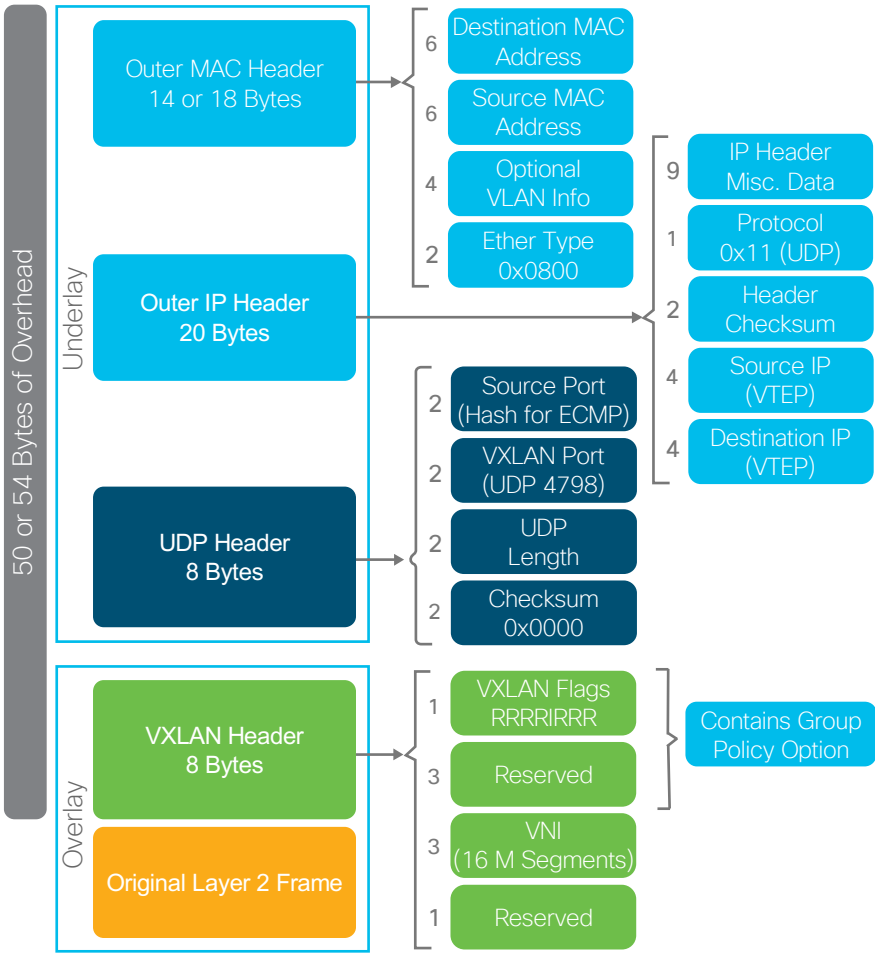 50 or 54 Bytes of Overhead
Underlay
Outer MAC Header
14 or 18 Bytes
6
Destination MAC
Address
6
Source MAC
Address
4
Optional
VLAN Info
2
Ether Type
0x0800
Outer IP Header
20 Bytes
9
IP Header
Misc. Data
1
Protocol
0x11 (UDP)
2
Header
Checksum
4
Source IP
(VTEP)
4
Destination IP
(VTEP)
UDP Header
8 Bytes
2
Source Port
(Hash for ECMP)
2
VXLAN Port
(UDP 4798)
2
UDP
Length
2
Checksum
0x0000
Overlay
VXLAN Header
8 Bytes
1
VXLAN Flags
RRRRIRRR
3
Reserved
Contains Group
Policy Option
3
VNI
(16 M Segments)
1
Reserved
Original Layer 2 Frame